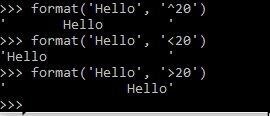 >>> format('Hello', '^20')
'       Hello        '
>>> format('Hello', '<20')
'Hello               '
>>> format('Hello', '>20')
'               Hello'
>>>